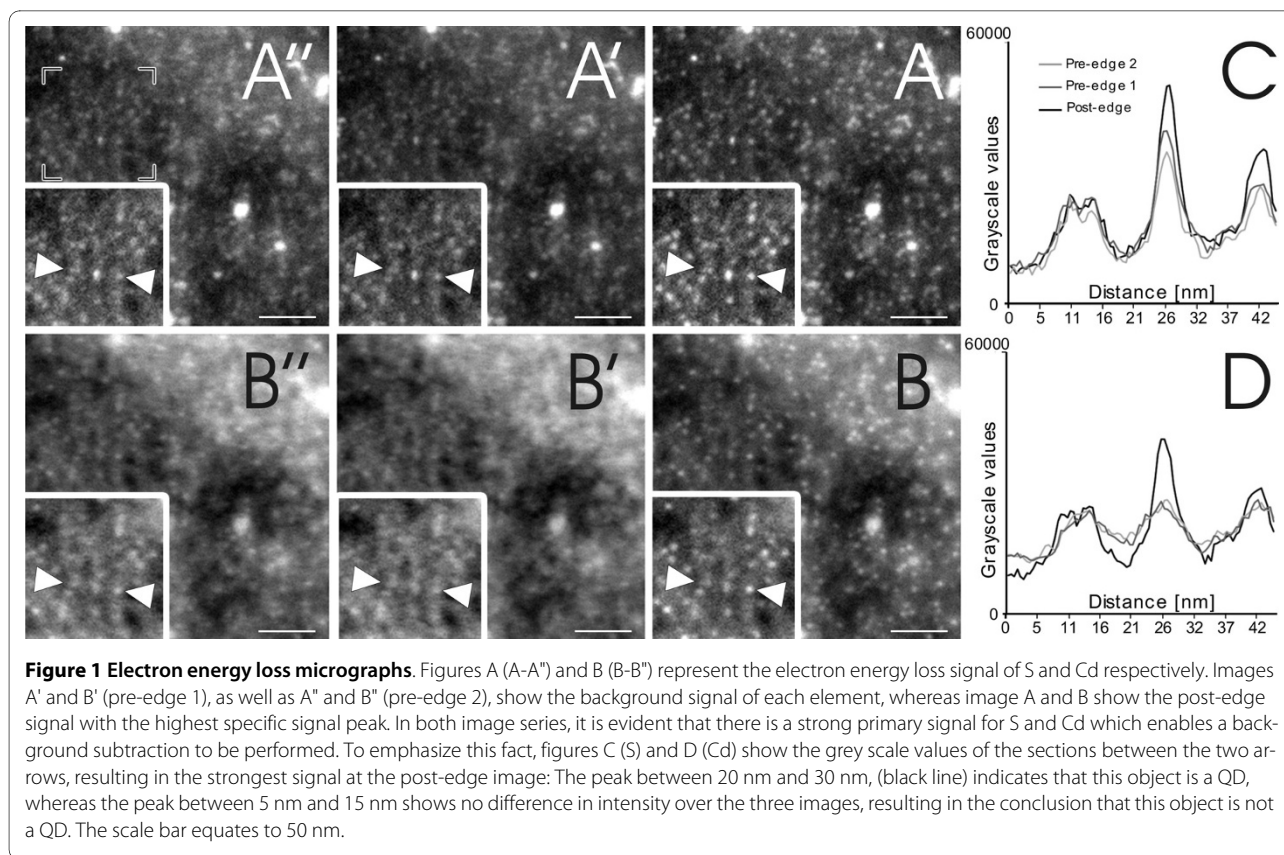 A″ A′ A
60000
Pre-edge 2
Pre-edge 1
Post-edge
C
Grayscale values
0
Distance [nm]
0 5 11 16 21 26 32 37 42
B″ B′ B
60000
D
Grayscale values
0
Distance [nm]
0 5 11 16 21 26 32 37 42
Figure 1 Electron energy loss micrographs. Figures A (A-A") and B (B-B") represent the electron energy loss signal of S and Cd respectively. Images
A' and B' (pre-edge 1), as well as A" and B" (pre-edge 2), show the background signal of each element, whereas image A and B show the post-edge
signal with the highest specific signal peak. In both image series, it is evident that there is a strong primary signal for S and Cd which enables a back-
ground subtraction to be performed. To emphasize this fact, figures C (S) and D (Cd) show the grey scale values of the sections between the two ar-
rows, resulting in the strongest signal at the post-edge image: The peak between 20 nm and 30 nm, (black line) indicates that this object is a QD,
whereas the peak between 5 nm and 15 nm shows no difference in intensity over the three images, resulting in the conclusion that this object is not
a QD. The scale bar equates to 50 nm.